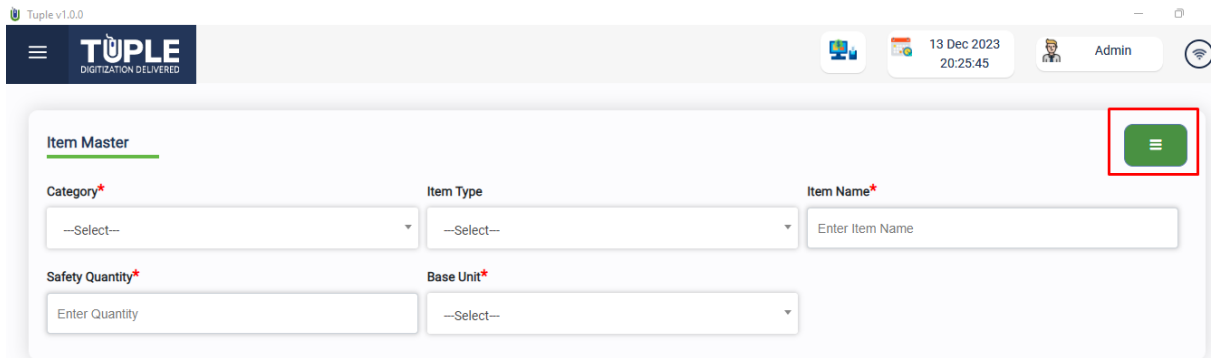 Tuple v1.0.0
TUPLE
DIGITIZATION DELIVERED
13 Dec 2023
20:25:45
Admin
Item Master
Category*
Item Type
Item Name*
---Select---
---Select---
Enter Item Name
Safety Quantity*
Base Unit*
Enter Quantity
---Select---